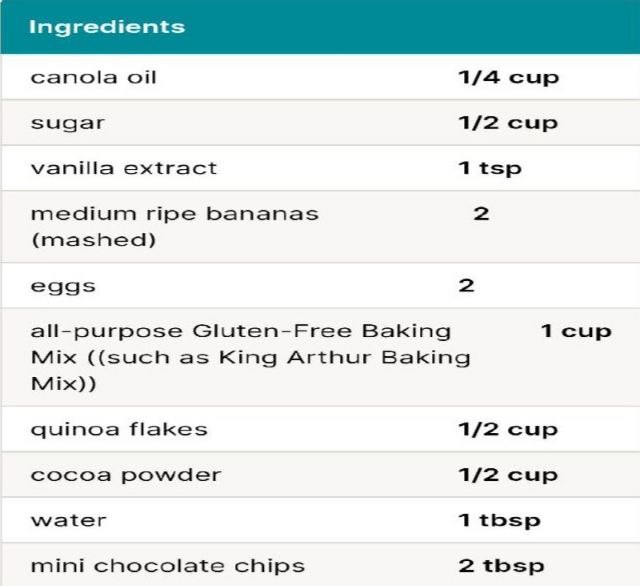 Ingredients
canola oil 1/4 cup
sugar 1/2 cup
vanilla extract 1 tsp
medium ripe bananas 2
(mashed)
eggs 2
all-purpose Gluten-Free Baking 1 cup
Mix ((such as King Arthur Baking
Mix))
quinoa flakes 1/2 cup
cocoa powder 1/2 cup
water 1 tbsp
mini chocolate chips 2 tbsp